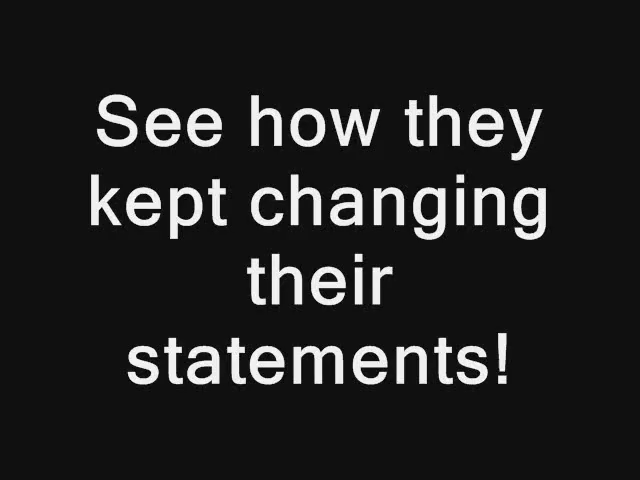 See how they
kept changing
their
statements!